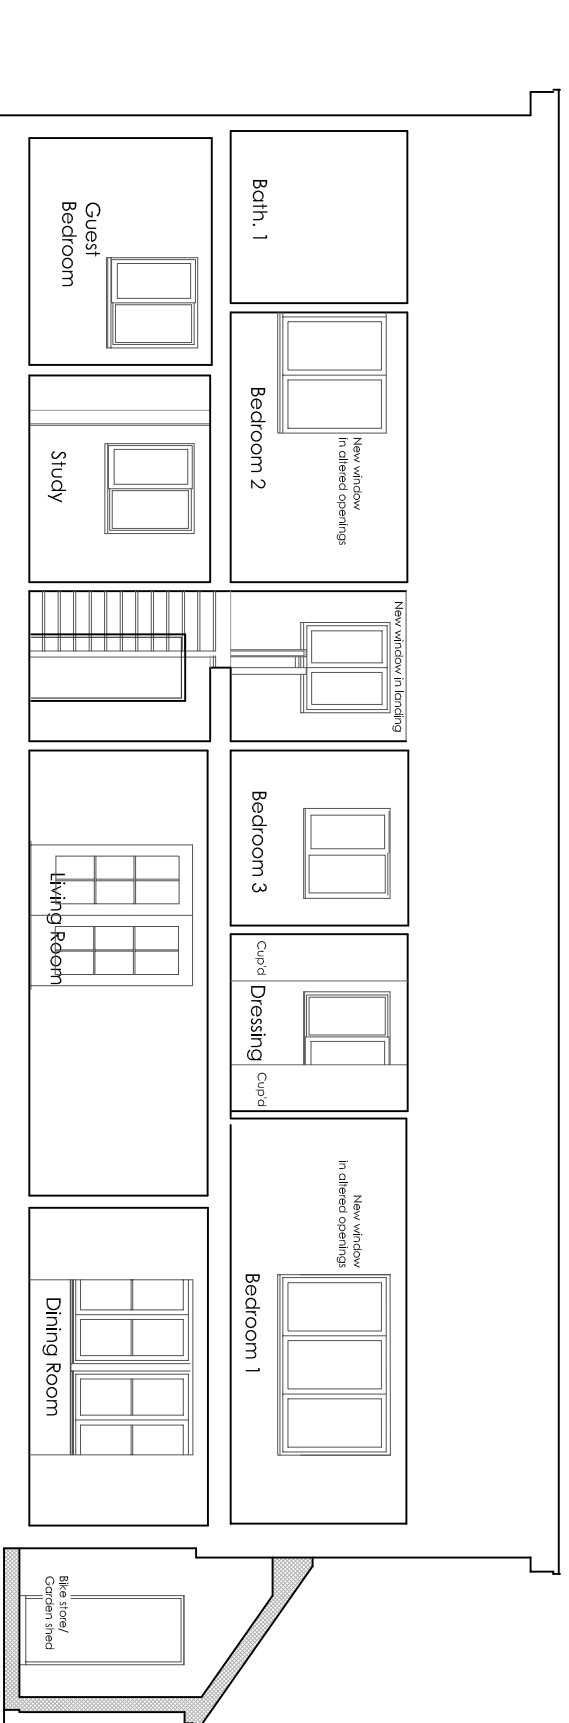 Bath. 1
New window
in altered openings
Bedroom 2
New window in landing
Bedroom 3
Cup'd
Dressing
Cup'd
New window
in altered openings
Bedroom 1
Guest
Bedroom
Study
Living Room
Dining Room
Bike store/
Garden shed